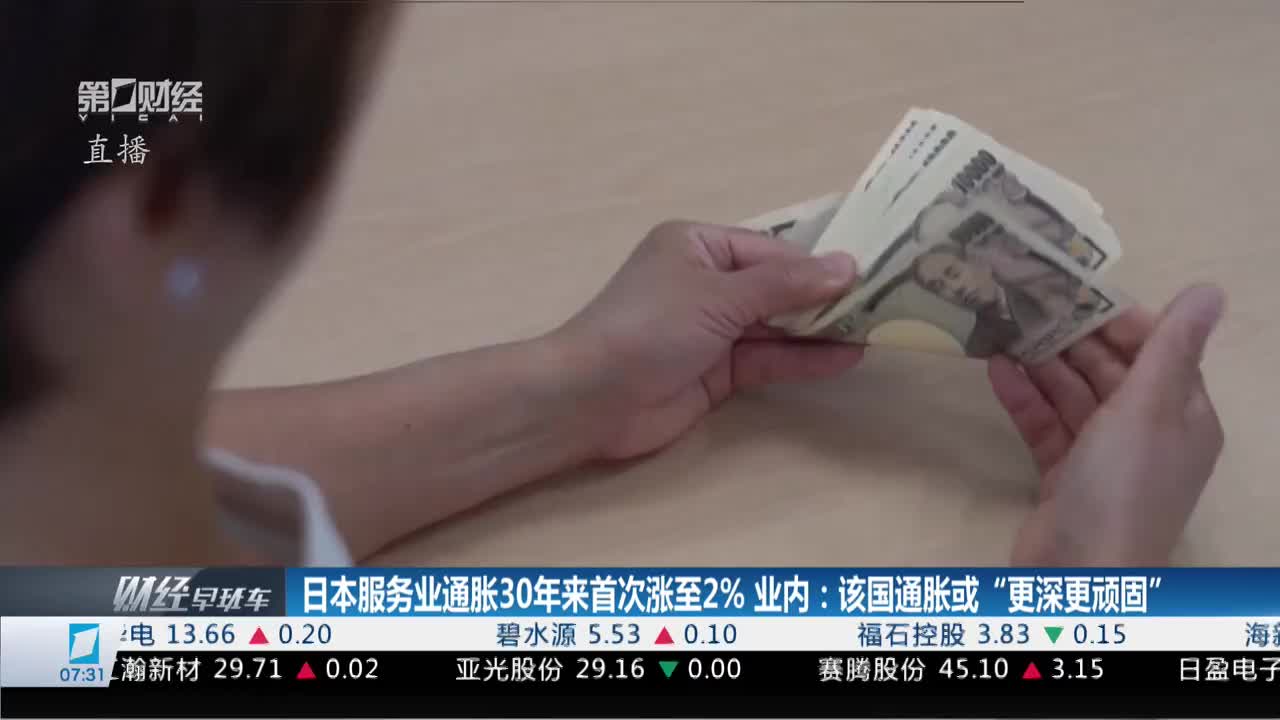 第一财经
YICAI
直播
10000
财经早班车
日本服务业通胀30年来首次涨至2% 业内：该国通胀或“更深更顽固”
电 13.66 ▲ 0.20 碧水源 5.53 ▲ 0.10 福石控股 3.83 ▼ 0.15 海新
07:31
瀚新材 29.71 ▲ 0.02 亚光股份 29.16 ▼ 0.00 赛腾股份 45.10 ▲ 3.15 日盈电子